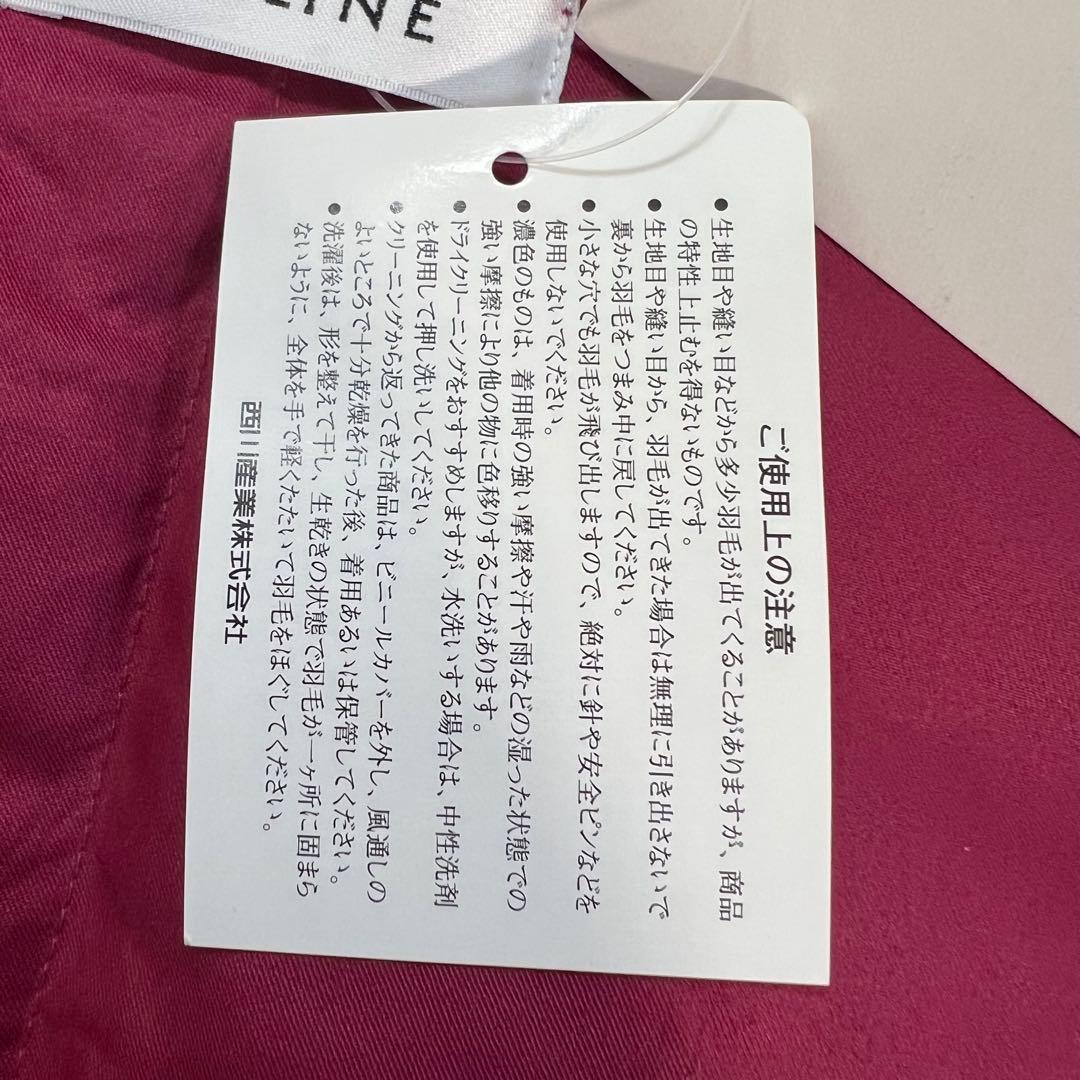 INE
ご使用上の注意
●生地目や縫い目などから多少羽毛が出てくることがありますが、商品
の特性上止むを得ないものです。
●生地目や縫い目から、羽毛が出てきた場合は無理に引き出さないで
裏から羽毛をつまみ中に戻してください。
●小さな穴でも羽毛が飛び出しますので、絶対に針や安全ピンなどを
使用しないでください。
●濃色のものは、着用時の強い摩擦や汗や雨などの湿った状態での
強い摩擦により他の物に色移りすることがあります。
●ドライクリーニングをおすすめしますが、水洗いする場合は、中性洗剤
を使用して押し洗いしてください。
●クリーニングから返ってきた商品は、ビニールカバーを外し、風通しの
よいところで十分乾燥を行った後、着用あるいは保管してください。
●洗濯後は、形を整えて干し、生乾きの状態で羽毛が一ヶ所に固まら
ないように、全体を手で軽くたたいて羽毛をほぐしてください。
西川産業株式会社